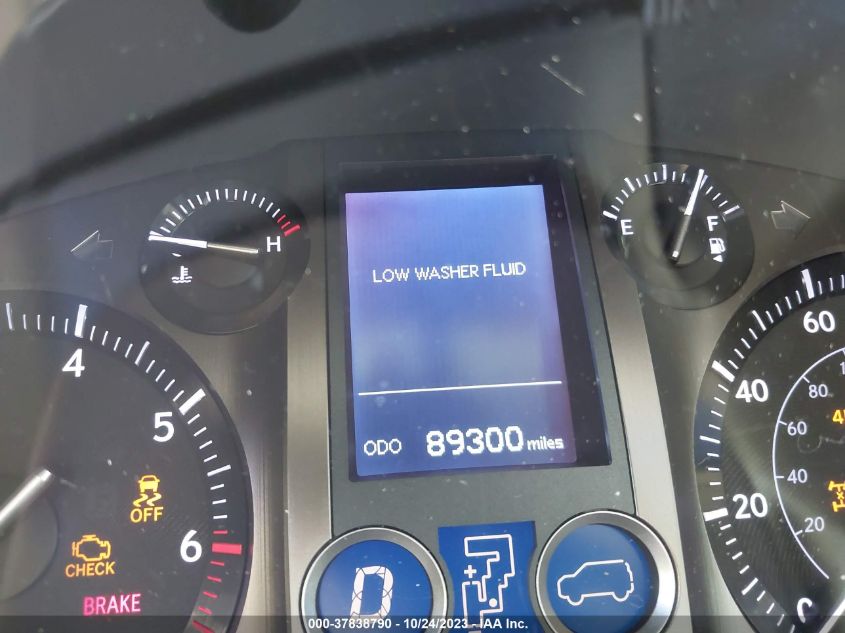 H
E
F
LOW WASHER FLUID
4
5
6
60
40
20
0
80
60
40
20
ODO 89300 miles
OFF
CHECK
BRAKE
D
000-37838790 - 10/24/2023 - IAA Inc.